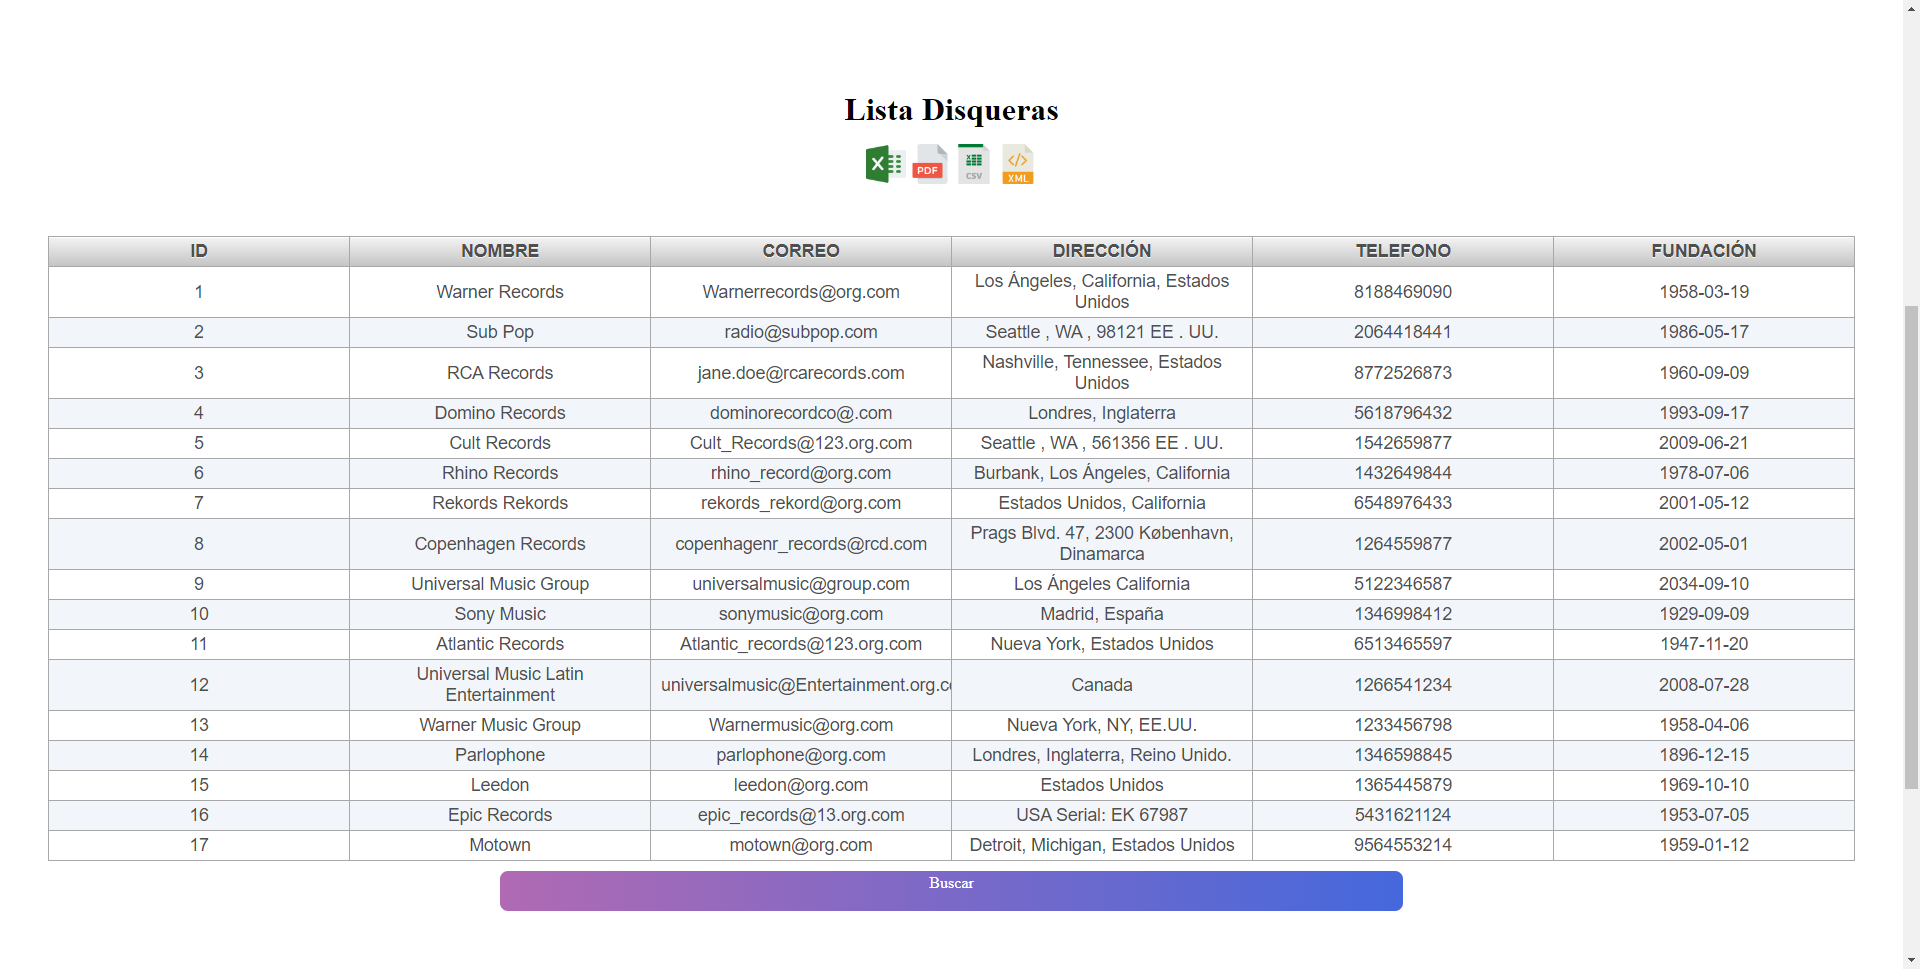 Lista Disqueras
X PDF X CSV </> XML
ID NOMBRE CORREO DIRECCIÓN TELEFONO FUNDACIÓN
1 Warner Records Warnerrecords@org.com Los Ángeles, California, Estados
Unidos 8188469090 1958-03-19
2 Sub Pop radio@subpop.com Seattle , WA , 98121 EE . UU. 2064418441 1986-05-17
3 RCA Records jane.doe@rcarecords.com Nashville, Tennessee, Estados
Unidos 8772526873 1960-09-09
4 Domino Records dominorecordco@.com Londres, Inglaterra 5618796432 1993-09-17
5 Cult Records Cult_Records@123.org.com Seattle , WA , 561356 EE . UU. 1542659877 2009-06-21
6 Rhino Records rhino_record@org.com Burbank, Los Ángeles, California 1432649844 1978-07-06
7 Rekords Rekords rekords_rekord@org.com Estados Unidos, California 6548976433 2001-05-12
8 Copenhagen Records copenhagenr_records@rcd.com Prags Blvd. 47, 2300 København,
Dinamarca 1264559877 2002-05-01
9 Universal Music Group universalmusic@group.com Los Ángeles California 5122346587 2034-09-10
10 Sony Music sonymusic@org.com Madrid, España 1346998412 1929-09-09
11 Atlantic Records Atlantic_records@123.org.com Nueva York, Estados Unidos 6513465597 1947-11-20
12 Universal Music Latin
Entertainment universalmusic@Entertainment.org.c Canada 1266541234 2008-07-28
13 Warner Music Group Warnermusic@org.com Nueva York, NY, EE.UU. 1233456798 1958-04-06
14 Parlophone parlophone@org.com Londres, Inglaterra, Reino Unido. 1346598845 1896-12-15
15 Leedon leedon@org.com Estados Unidos 1365445879 1969-10-10
16 Epic Records epic_records@13.org.com USA Serial: EK 67987 5431621124 1953-07-05
17 Motown motown@org.com Detroit, Michigan, Estados Unidos 9564553214 1959-01-12
Buscar